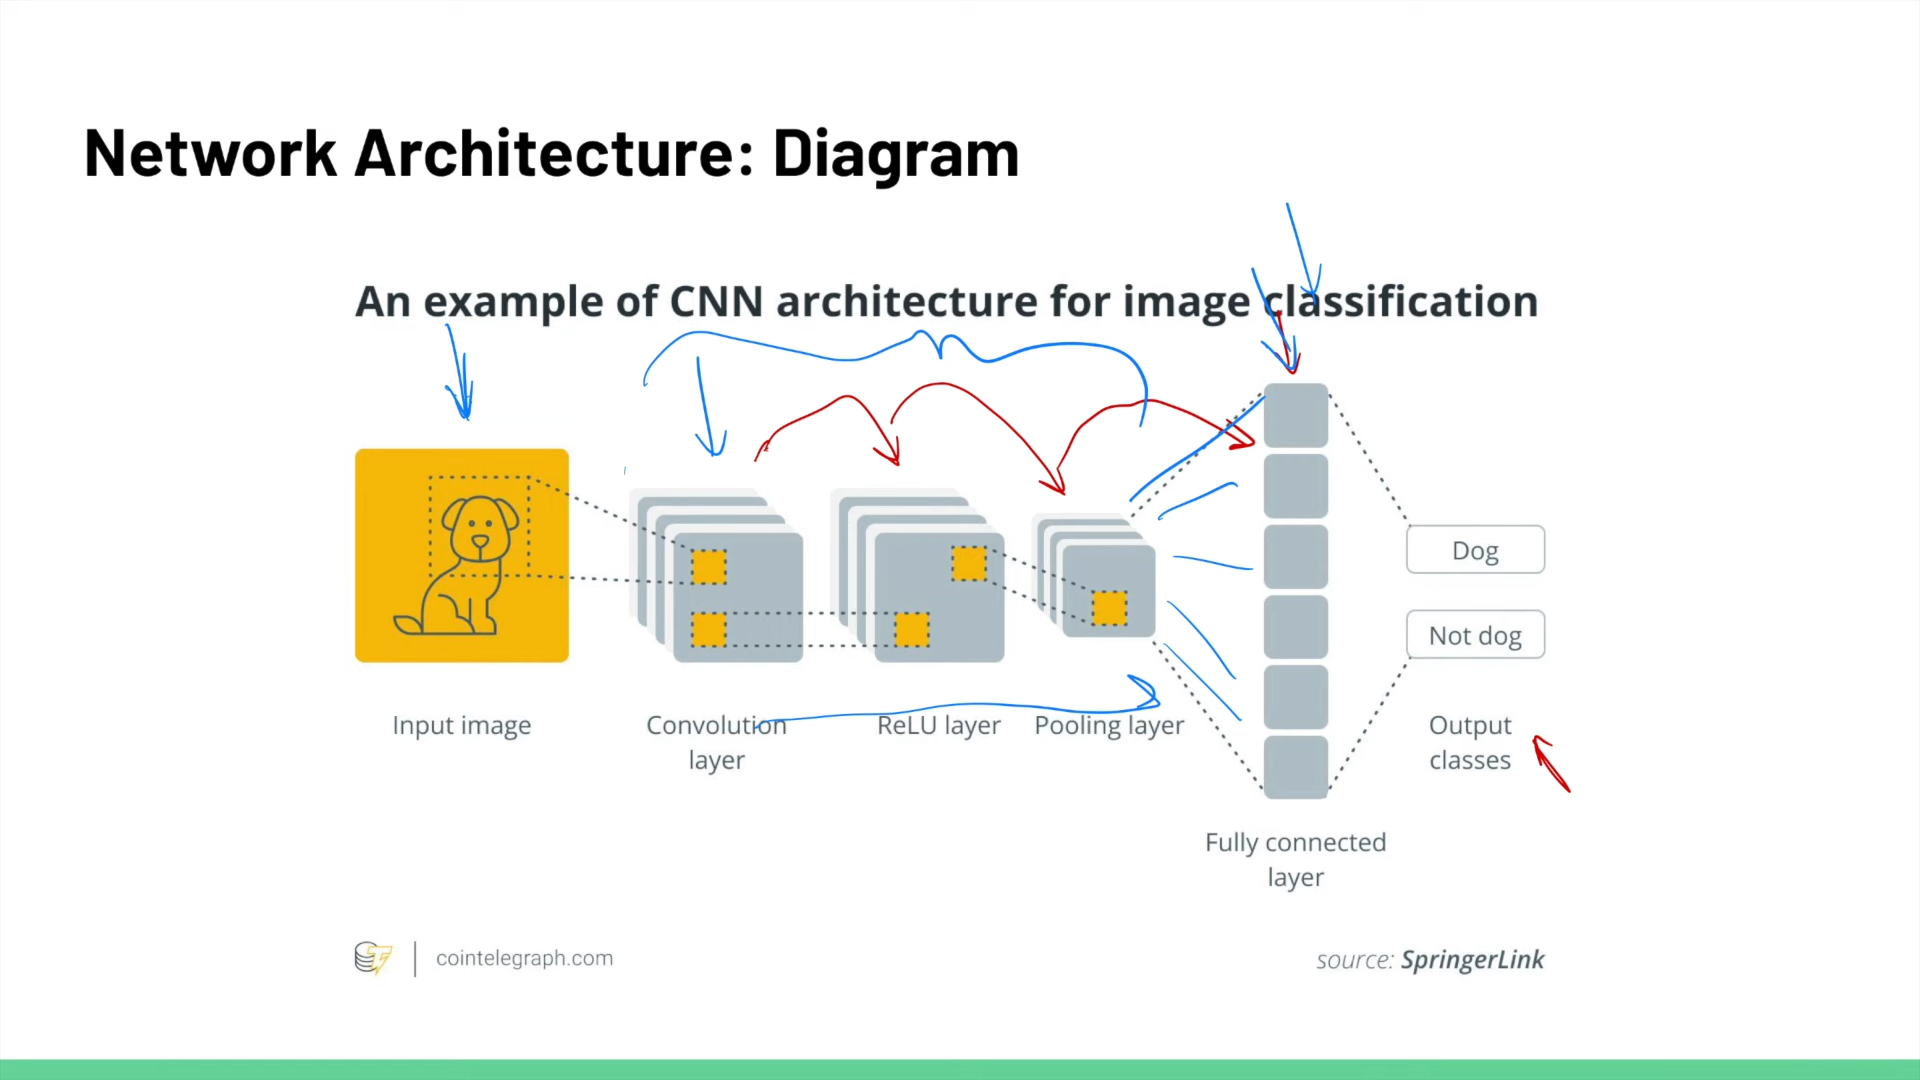 Network Architecture: Diagram
An example of CNN architecture for image classification
Dog
Not dog
Input image
Convolution
layer
ReLU layer
Pooling layer
Output
classes
Fully connected
layer
cointelegraph.com
source: SpringerLink